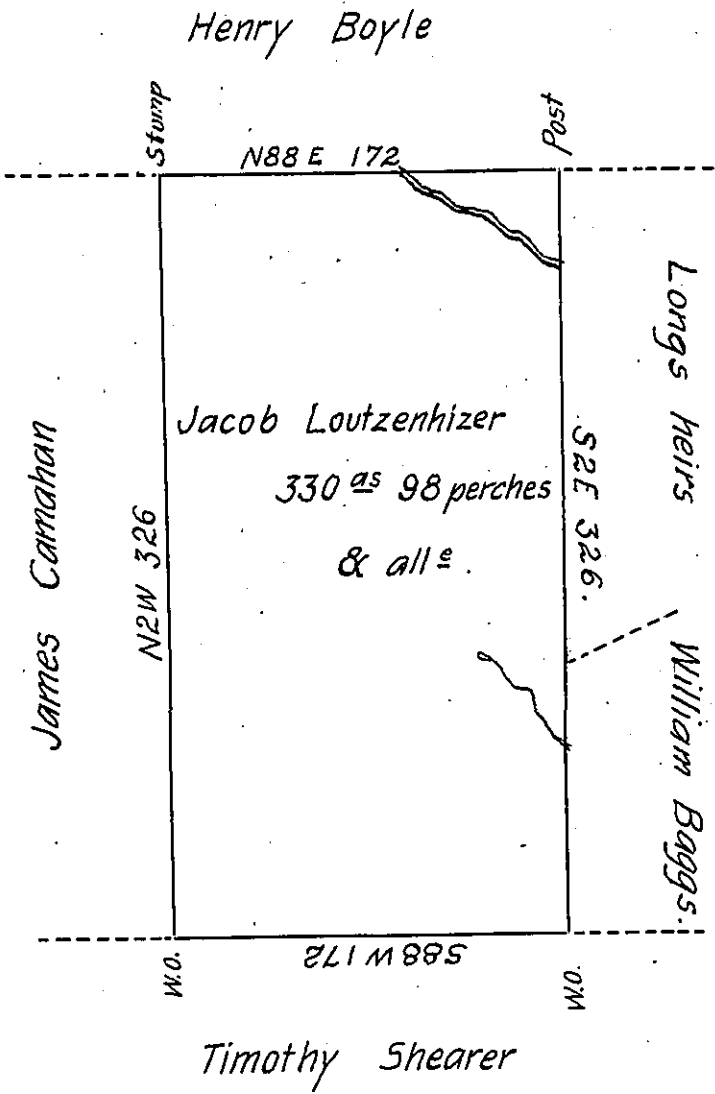 Henry Boyle
Stump
Post
N88E 172
Longs heirs
Jacob Loutzenhizer
330 as 98 perches
& all e.
S2E 326.
James Carnahan
N2W 326
William Baggs.
S88W 172
W.O.
W.O.
Timothy Shearer